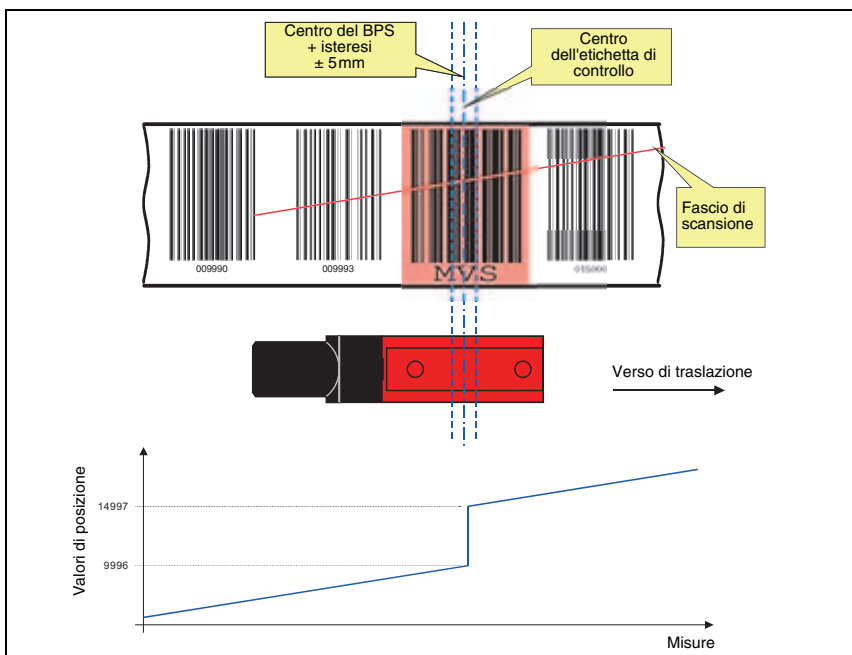 Centro del BPS
+ isteresi
± 5mm
Centro
dell'etichetta di
controllo
Fascio di
scansione
009990
009993
MVS
015000
Verso di traslazione
Valori di posizione
14997
9996
Misure